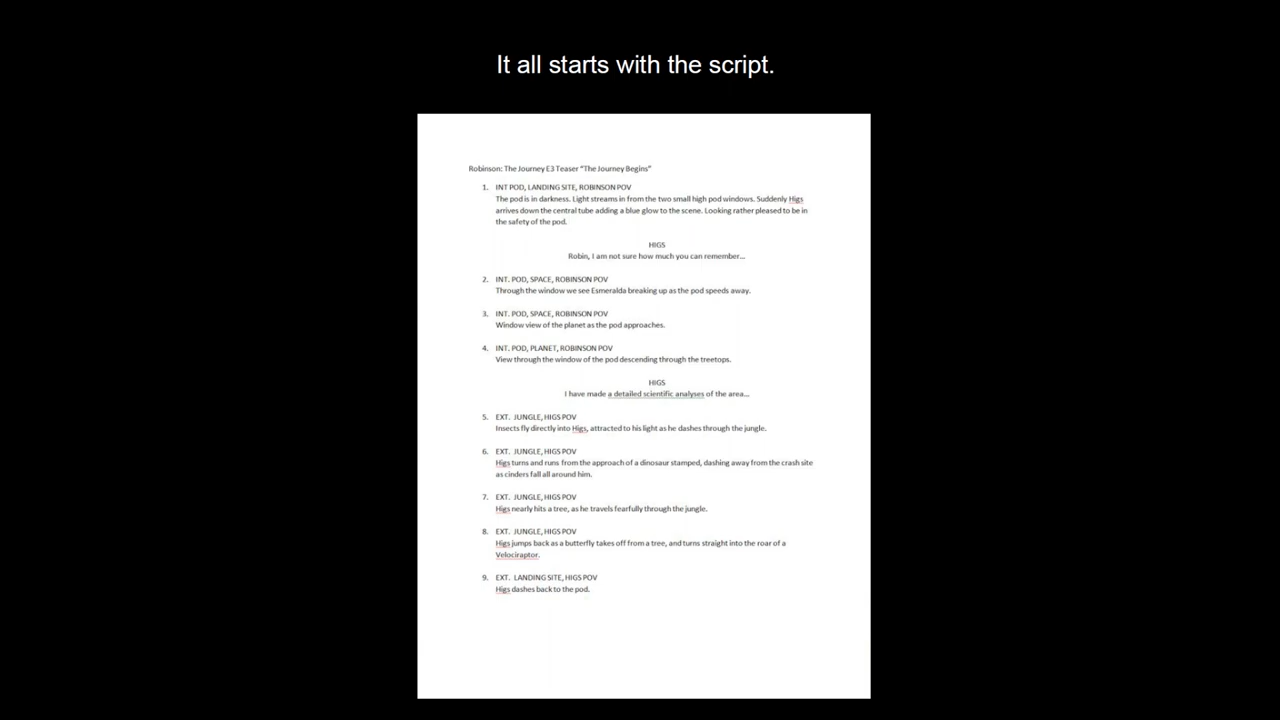 It all starts with the script.
Robinson: The Journey E3 Teaser “The Journey Begins”
1. INT POD, LANDING SITE, ROBINSON POV
The pod is in darkness. Light streams in from the two small high pod windows. Suddenly Higs
arrives down the central tube adding a blue glow to the scene. Looking rather pleased to be in
the safety of the pod.
HIGS
Robin, I am not sure how much you can remember…
2. INT. POD, SPACE, ROBINSON POV
Through the window we see Esmeralda breaking up as the pod speeds away.
3. INT. POD, SPACE, ROBINSON POV
Window view of the planet as the pod approaches.
4. INT. POD, PLANET, ROBINSON POV
View through the window of the pod descending through the treetops.
HIGS
I have made a detailed scientific analyses of the area…
5. EXT. JUNGLE, HIGS POV
Insects fly directly into Higs, attracted to his light as he dashes through the jungle.
6. EXT. JUNGLE, HIGS POV
Higs turns and runs from the approach of a dinosaur stamped, dashing away from the crash site
as cinders fall all around him.
7. EXT. JUNGLE, HIGS POV
Higs nearly hits a tree, as he travels fearfully through the jungle.
8. EXT. JUNGLE, HIGS POV
Higs jumps back as a butterfly takes off from a tree, and turns straight into the roar of a
Velociraptor.
9. EXT. LANDING SITE, HIGS POV
Higs dashes back to the pod.